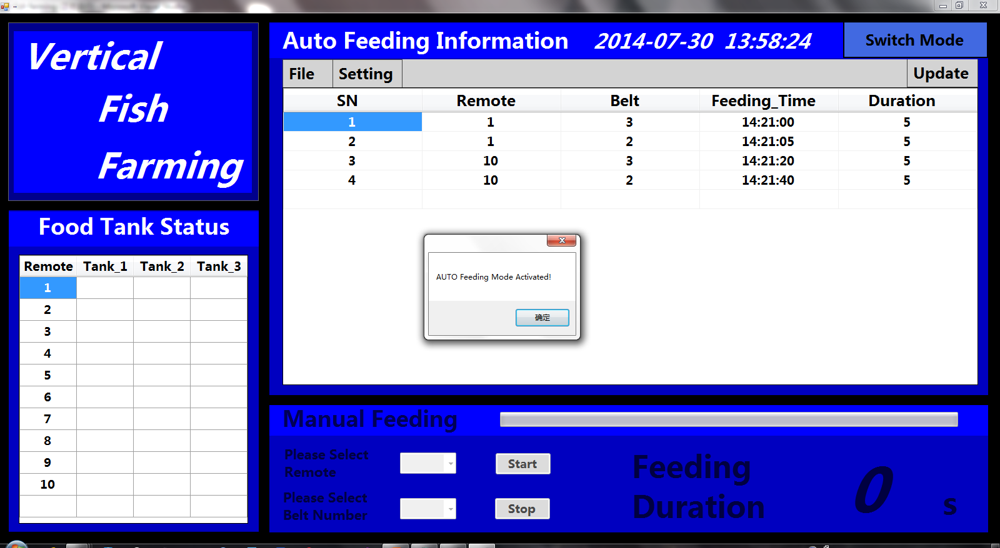 Vertical
Fish
Farming
Auto Feeding Information 2014-07-30 13:58:24 Switch Mode
File Setting Update
SN Remote Belt Feeding_Time Duration
1 1 3 14:21:00 5
2 1 2 14:21:05 5
3 10 3 14:21:20 5
4 10 2 14:21:40 5
AUTO Feeding Mode Activated!
确定
Food Tank Status
Remote Tank_1 Tank_2 Tank_3
1
2
3
4
5
6
7
8
9
10
Manual Feeding
Please Select
Remote
Start
Please Select
Belt Number
Stop
Feeding
Duration
0 s